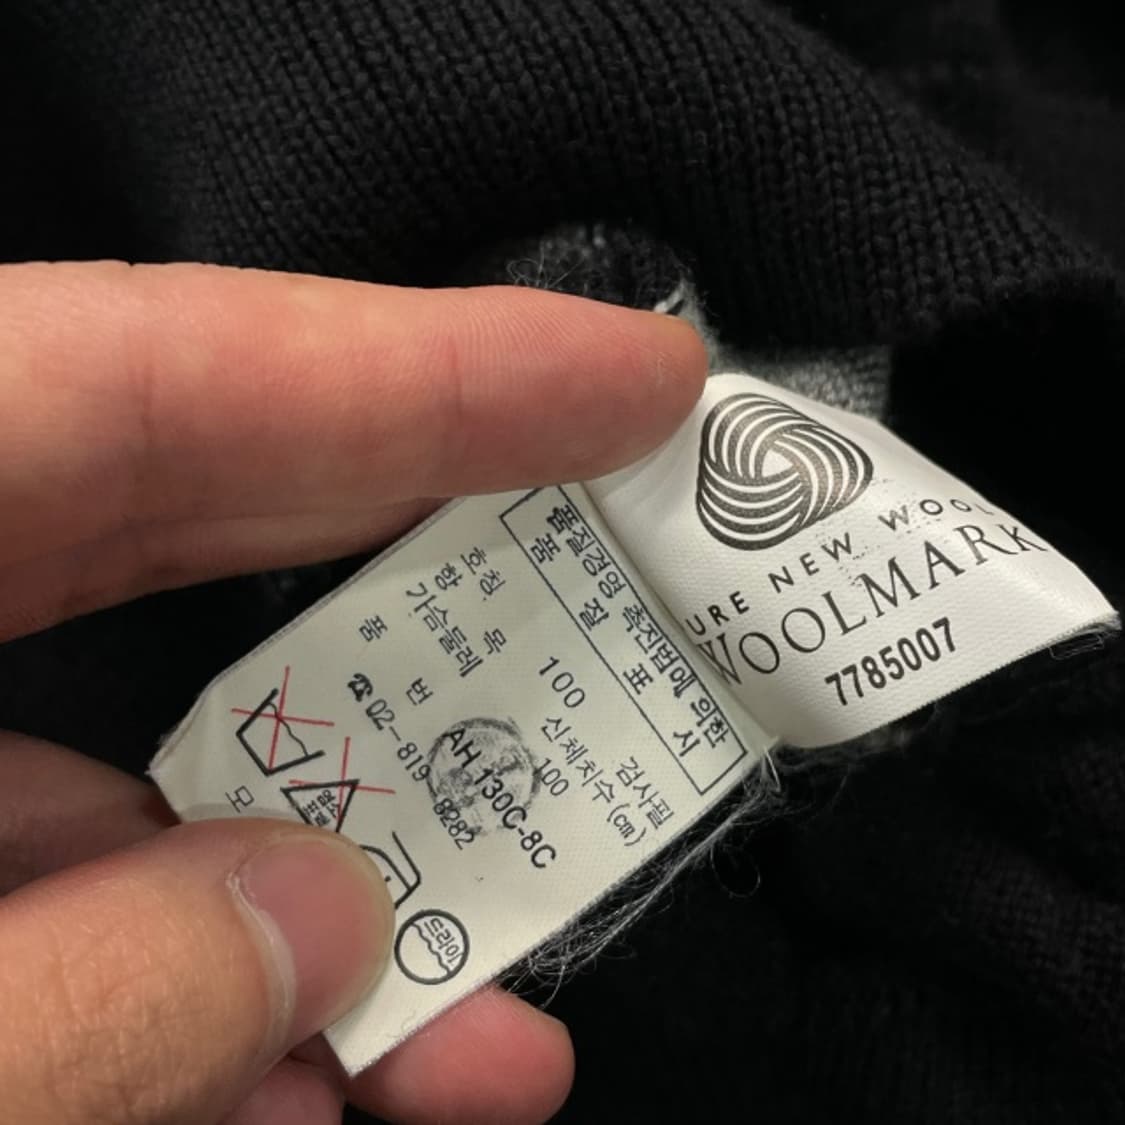 품질경영 촉진법에 의한
품 질 표 시
검사필
호칭 100 신체치수(㎝)
항 목
가슴둘레 100
품 번 AH 130C-8C
☎ 02-819 8282
드라이
모
URE NEW WOOL
WOOLMARK
7785007